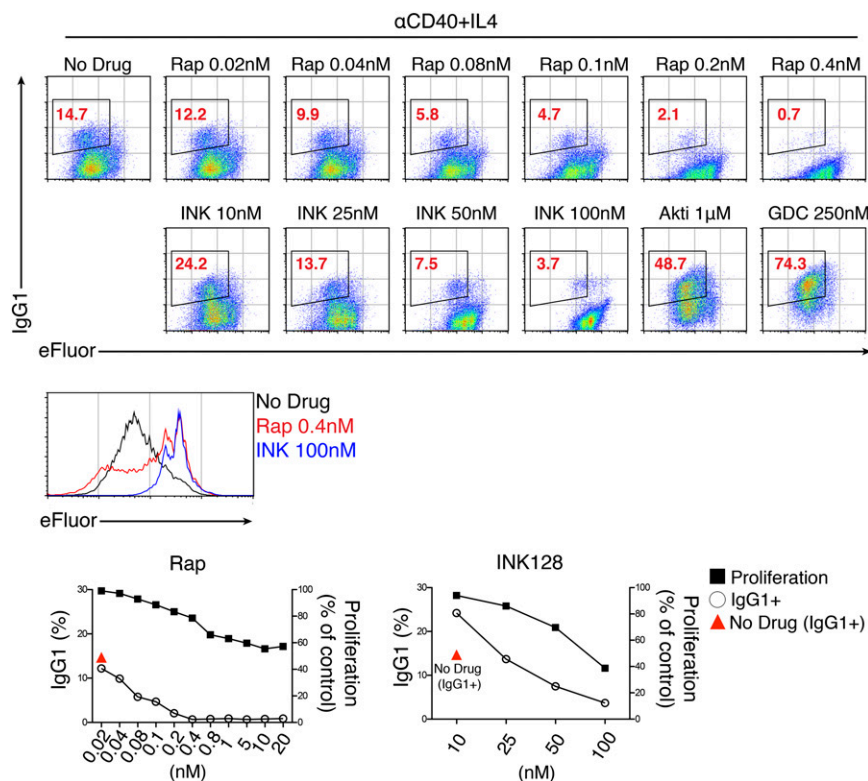 αCD40+IL4
No Drug Rap 0.02nM Rap 0.04nM Rap 0.08nM Rap 0.1nM Rap 0.2nM Rap 0.4nM
14.7 12.2 9.9 5.8 4.7 2.1 0.7
INK 10nM INK 25nM INK 50nM INK 100nM Akti 1µM GDC 250nM
24.2 13.7 7.5 3.7 48.7 74.3
IgG1
eFluor
No Drug
Rap 0.4nM
INK 100nM
eFluor
Rap
IgG1 (%)
30
20
10
0
100
80
60
40
20
0
Proliferation
(% of control)
0.02 0.04 0.08 0.1 0.2 0.4 0.8 1 5 10 20
(nM)
INK128
IgG1 (%)
30
20
10
0
No Drug
(IgG1+)
100
80
60
40
20
0
Proliferation
(% of control)
10 25 50 100
(nM)
Proliferation
IgG1+
No Drug (IgG1+)